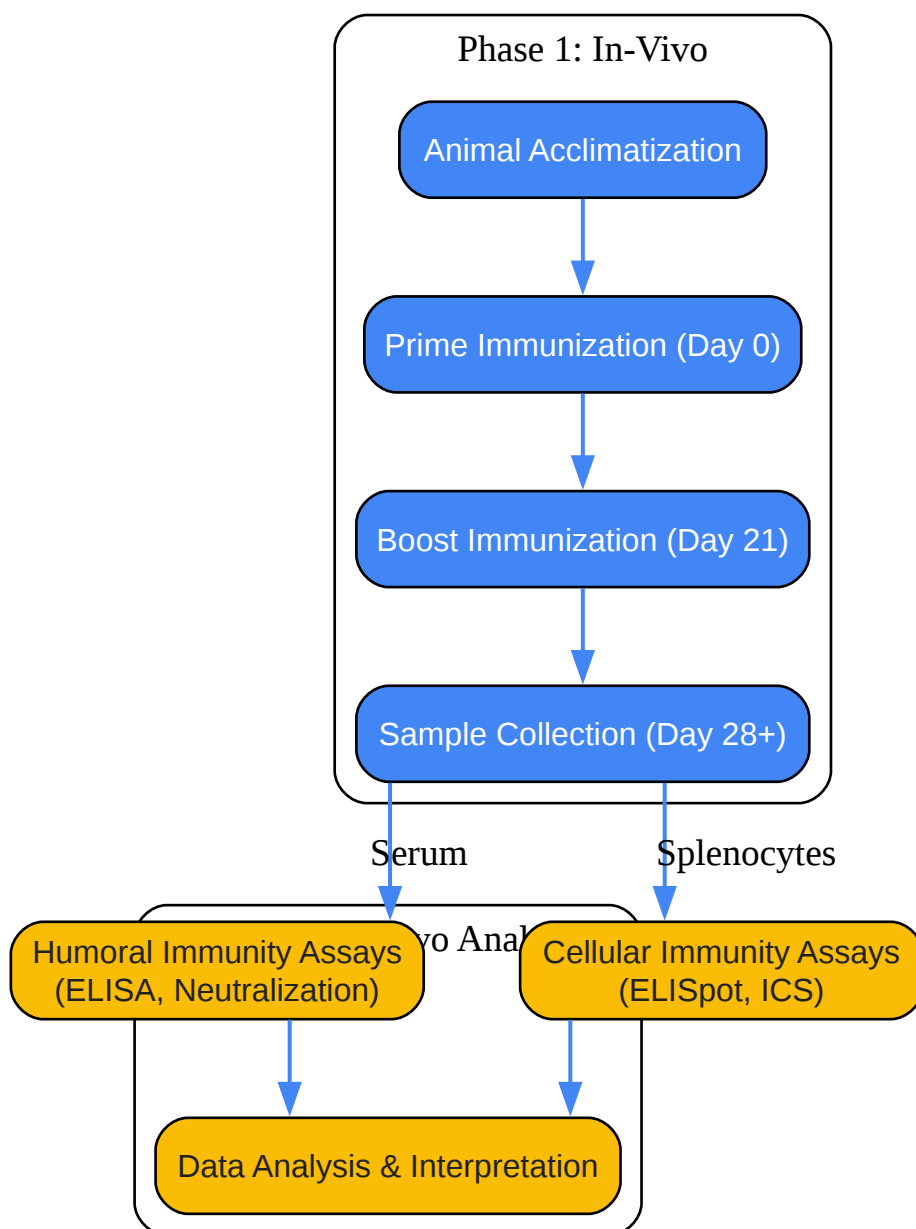 Phase 1: In-Vivo
Animal Acclimatization
Prime Immunization (Day 0)
Boost Immunization (Day 21)
Sample Collection (Day 28+)
Serum
Splenocytes
Humoral Immunity Assays
(ELISA, Neutralization)
Cellular Immunity Assays
(ELISpot, ICS)
Data Analysis & Interpretation